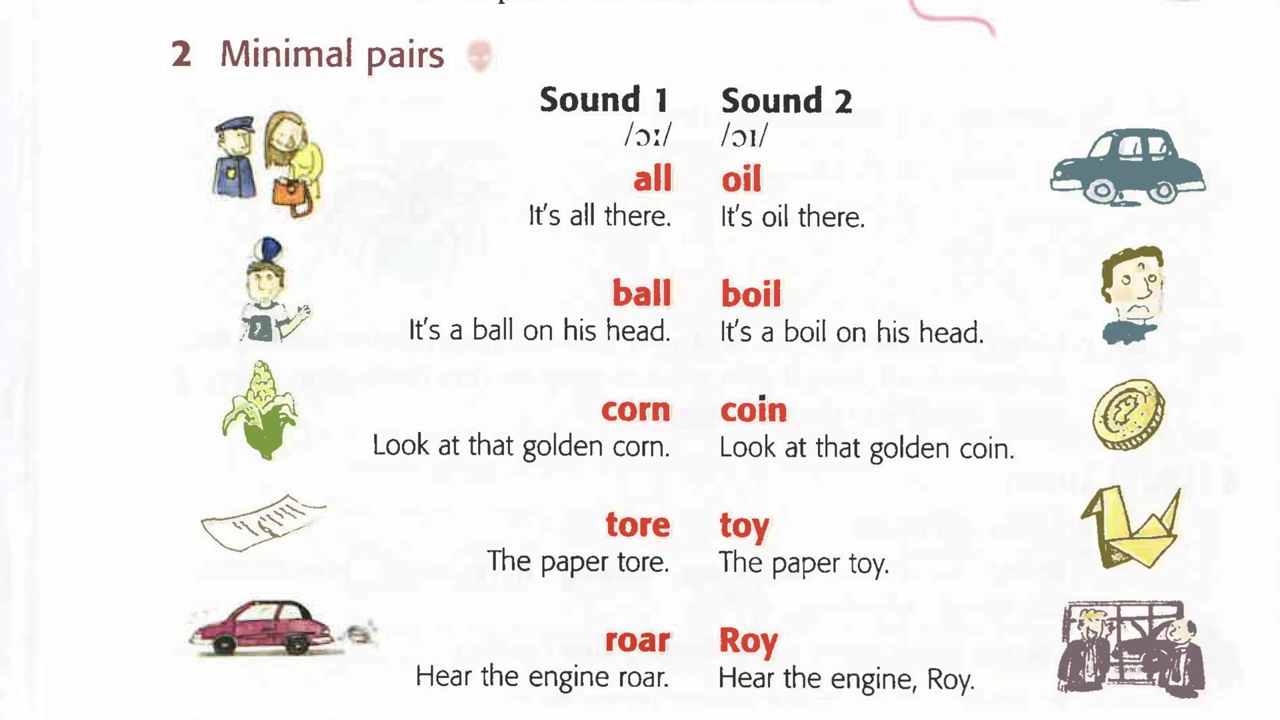 2 Minimal pairs
Sound 1 Sound 2
/ɔː/ /ɔɪ/
all oil
It's all there. It's oil there.
ball boil
It's a ball on his head. It's a boil on his head.
corn coin
Look at that golden corn. Look at that golden coin.
tore toy
The paper tore. The paper toy.
roar Roy
Hear the engine roar. Hear the engine, Roy.